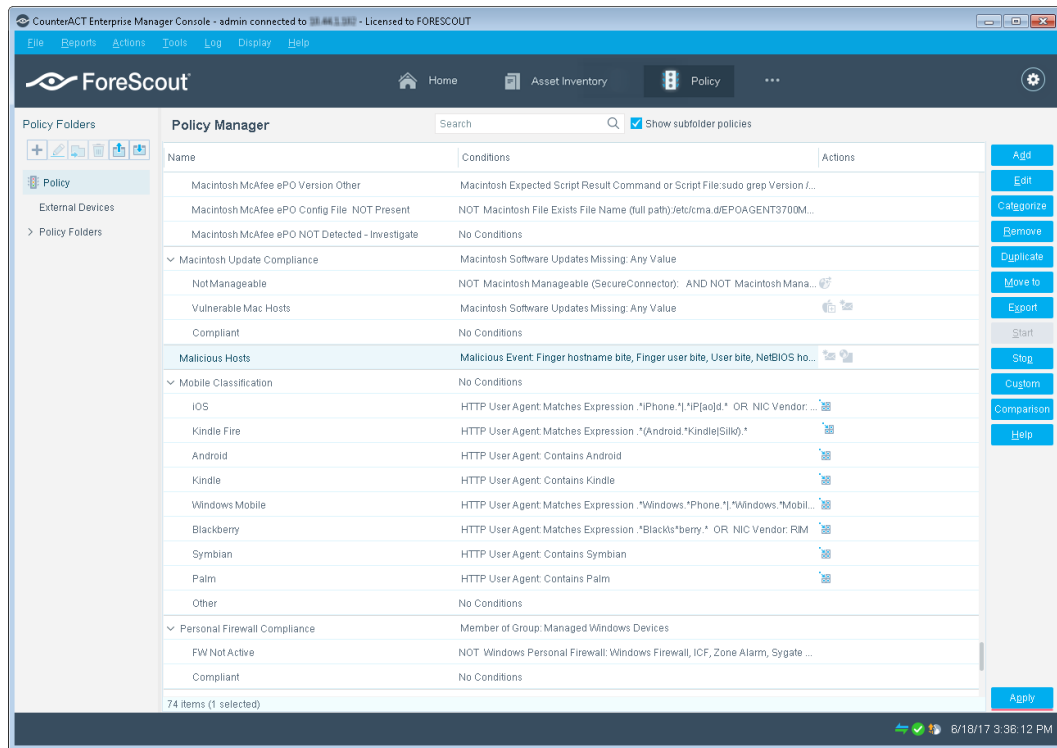 CounterACT Enterprise Manager Console - admin connected to - Licensed to FORESCOUT
File Reports Actions Tools Log Display Help
ForeScout Home Asset Inventory Policy •••
Policy Folders Policy Manager Search Show subfolder policies
Name Conditions Actions
Macintosh McAfee ePO Version Other Macintosh Expected Script Result Command or Script File:sudo grep Version /...
Macintosh McAfee ePO Config File NOT Present NOT Macintosh File Exists File Name (full path):/etc/cma.d/EPOAGENT3700M...
Macintosh McAfee ePO NOT Detected - Investigate No Conditions
Macintosh Update Compliance Macintosh Software Updates Missing: Any Value
NotManageable NOT Macintosh Manageable (SecureConnector): AND NOT Macintosh Mana...
Vulnerable Mac Hosts Macintosh Software Updates Missing: Any Value
Compliant No Conditions
Malicious Hosts Malicious Event: Finger hostname bite, Finger user bite, User bite, NetBIOS ho...
Mobile Classification No Conditions
iOS HTTP User Agent: Matches Expression .*iPhone.*|.*iP[ao]d.* OR NIC Vendor: ...
Kindle Fire HTTP User Agent: Matches Expression .*(Android.*Kindle|Silk/).*
Android HTTP User Agent: Contains Android
Kindle HTTP User Agent: Contains Kindle
Windows Mobile HTTP User Agent: Matches Expression .*Windows.*Phone.*|.*Windows.*Mobil...
Blackberry HTTP User Agent: Matches Expression .*Black\s*berry.* OR NIC Vendor: RIM
Symbian HTTP User Agent: Contains Symbian
Palm HTTP User Agent: Contains Palm
Other No Conditions
Personal Firewall Compliance Member of Group: Managed Windows Devices
FW Not Active NOT Windows Personal Firewall: Windows Firewall, ICF, Zone Alarm, Sygate ...
Compliant No Conditions
74 items (1 selected)
Policy
External Devices
Policy Folders
Add
Edit
Categorize
Remove
Duplicate
Move to
Export
Start
Stop
Custom
Comparison
Help
Apply
6/18/17 3:36:12 PM